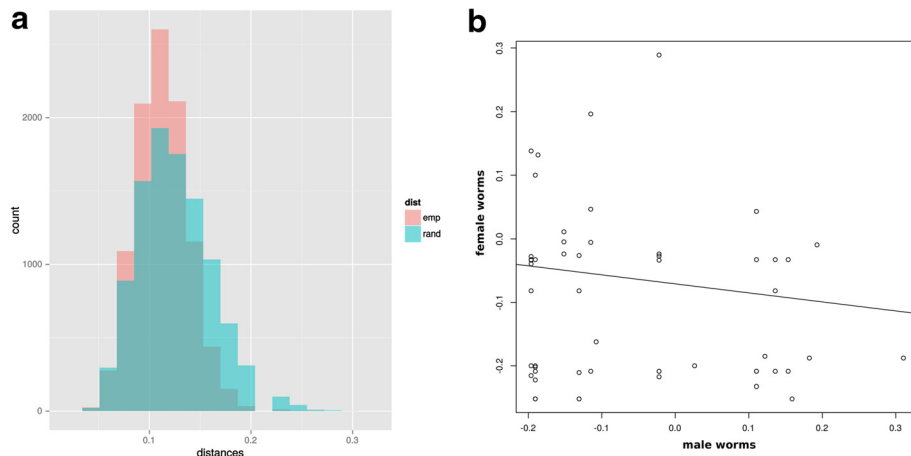 a
2000
1000
0
count
0.1 0.2 0.3
distances
dist
emp
rand
b
0.3
0.2
0.1
0.0
-0.1
-0.2
female worms
-0.2 -0.1 0.0 0.1 0.2 0.3
male worms